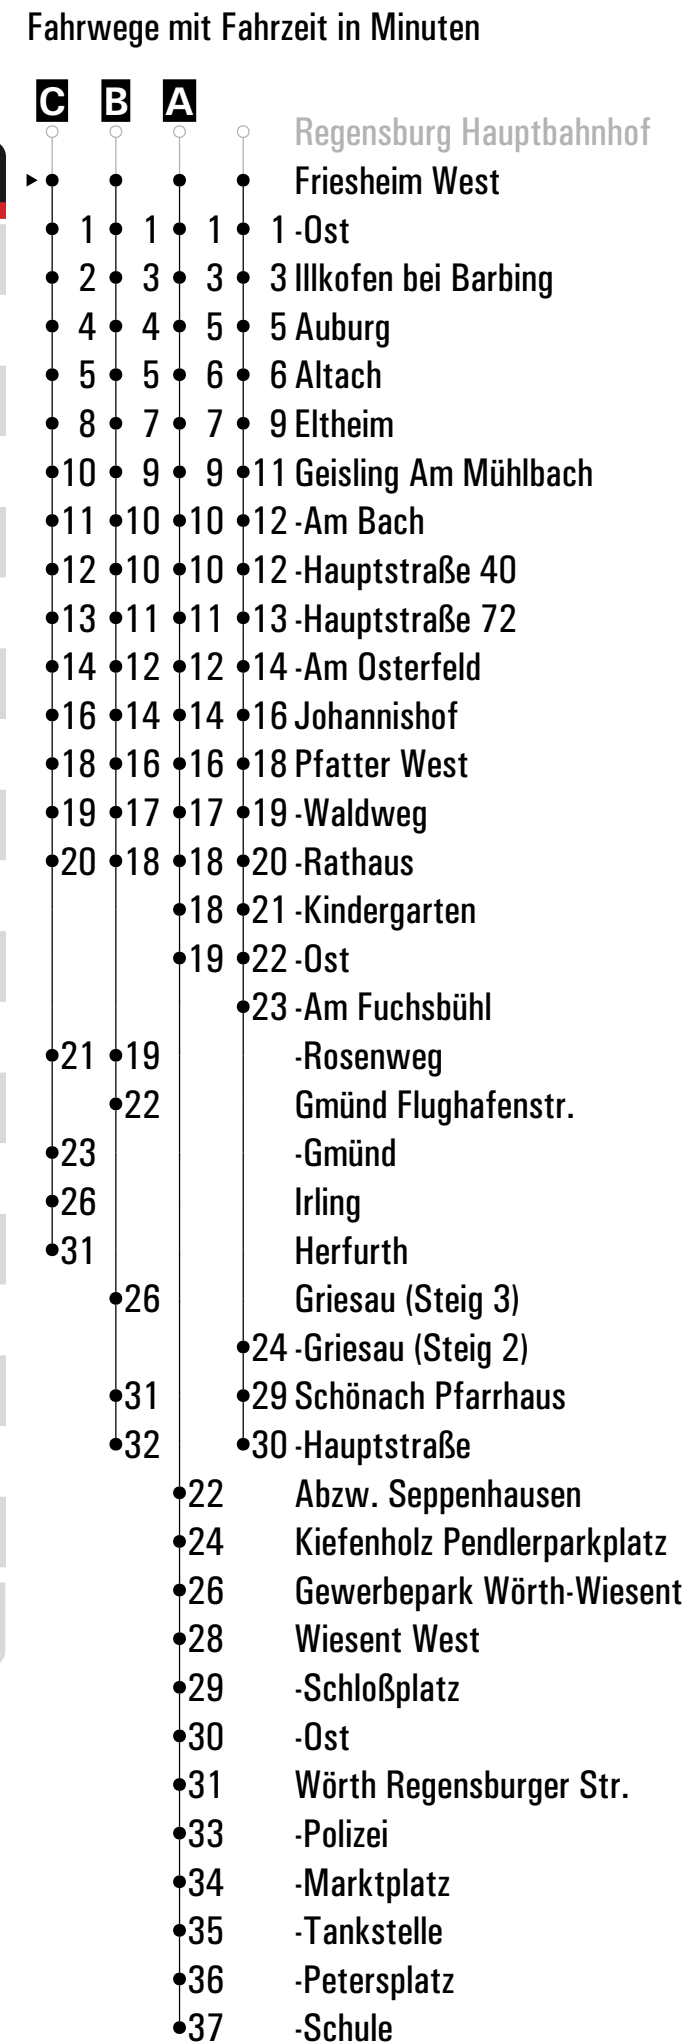 Fahrwege mit Fahrzeit in Minuten
C B A
Regensburg Hauptbahnhof
Friesheim West
1 1 1 1 -Ost
2 3 3 3 Illkofen bei Barbing
4 4 5 5 Auburg
5 5 6 6 Altach
8 7 7 9 Eltheim
10 9 9 11 Geisling Am Mühlbach
11 10 10 12 -Am Bach
12 10 10 12 -Hauptstraße 40
13 11 11 13 -Hauptstraße 72
14 12 12 14 -Am Osterfeld
16 14 14 16 Johannishof
18 16 16 18 Pfatter West
19 17 17 19 -Waldweg
20 18 18 20 -Rathaus
18 21 -Kindergarten
19 22 -Ost
23 -Am Fuchsbühl
21 19 -Rosenweg
22 Gmünd Flughafenstr.
23 -Gmünd
26 Irling
31 Herfurth
26 Griesau (Steig 3)
24 -Griesau (Steig 2)
31 29 Schönach Pfarrhaus
32 30 -Hauptstraße
22 Abzw. Seppenhausen
24 Kiefenholz Pendlerparkplatz
26 Gewerbepark Wörth-Wiesent
28 Wiesent West
29 -Schloßplatz
30 -Ost
31 Wörth Regensburger Str.
33 -Polizei
34 -Marktplatz
35 -Tankstelle
36 -Petersplatz
37 -Schule